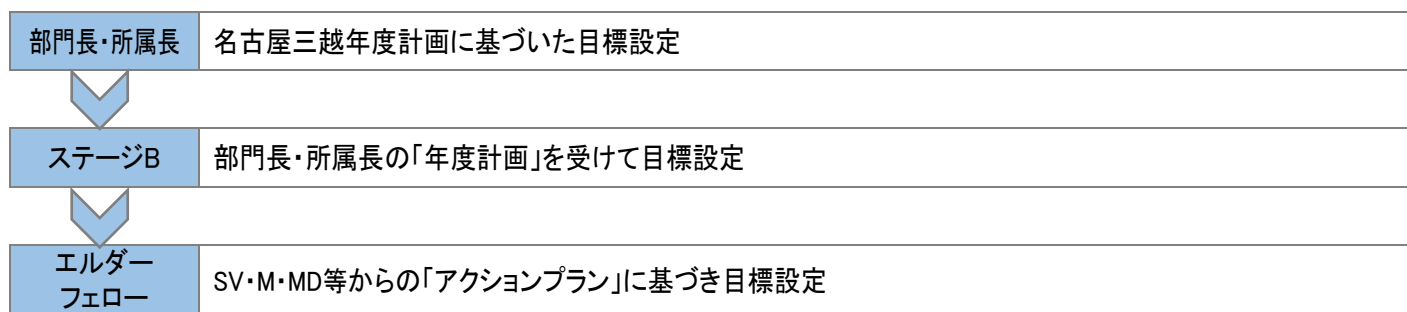 部門長・所属長
名古屋三越年度計画に基づいた目標設定
ステージB
部門長・所属長の「年度計画」を受けて目標設定
エルダー
フェロー
SV・M・MD等からの「アクションプラン」に基づき目標設定